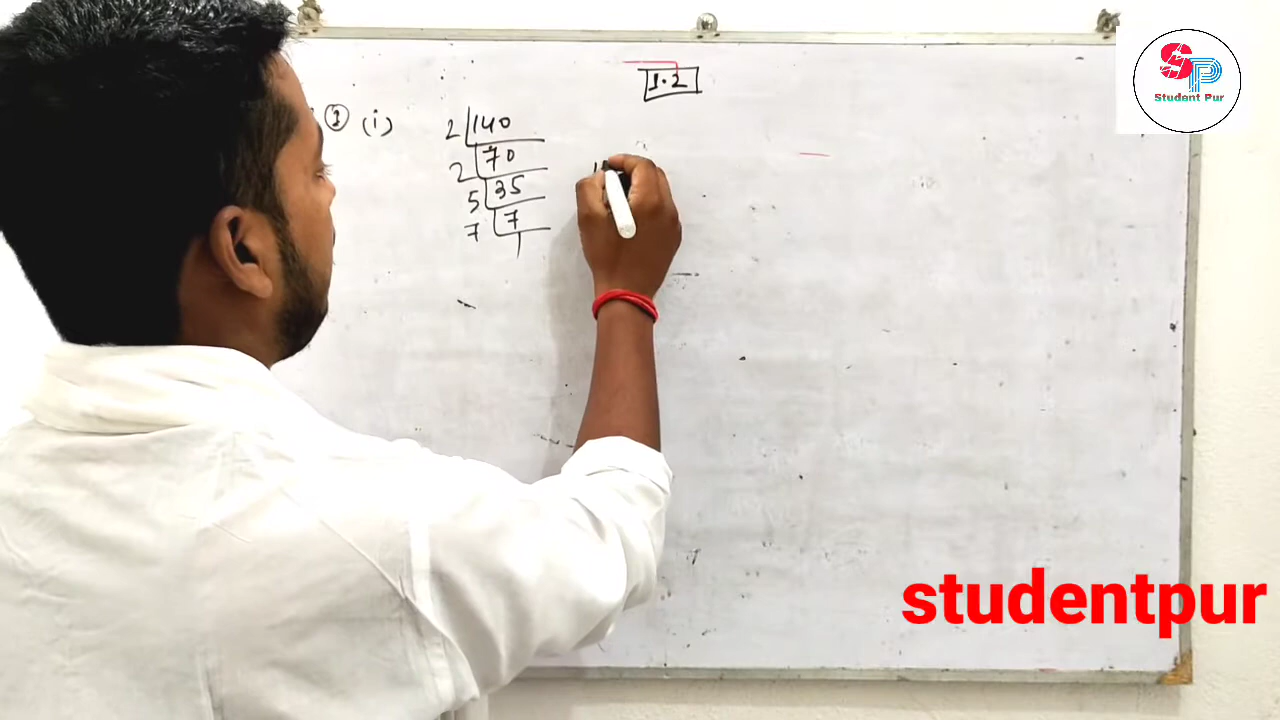 1.2
① (i)
2 140
2 70
5 35
7 7
1
SP
Student Pur
studentpur